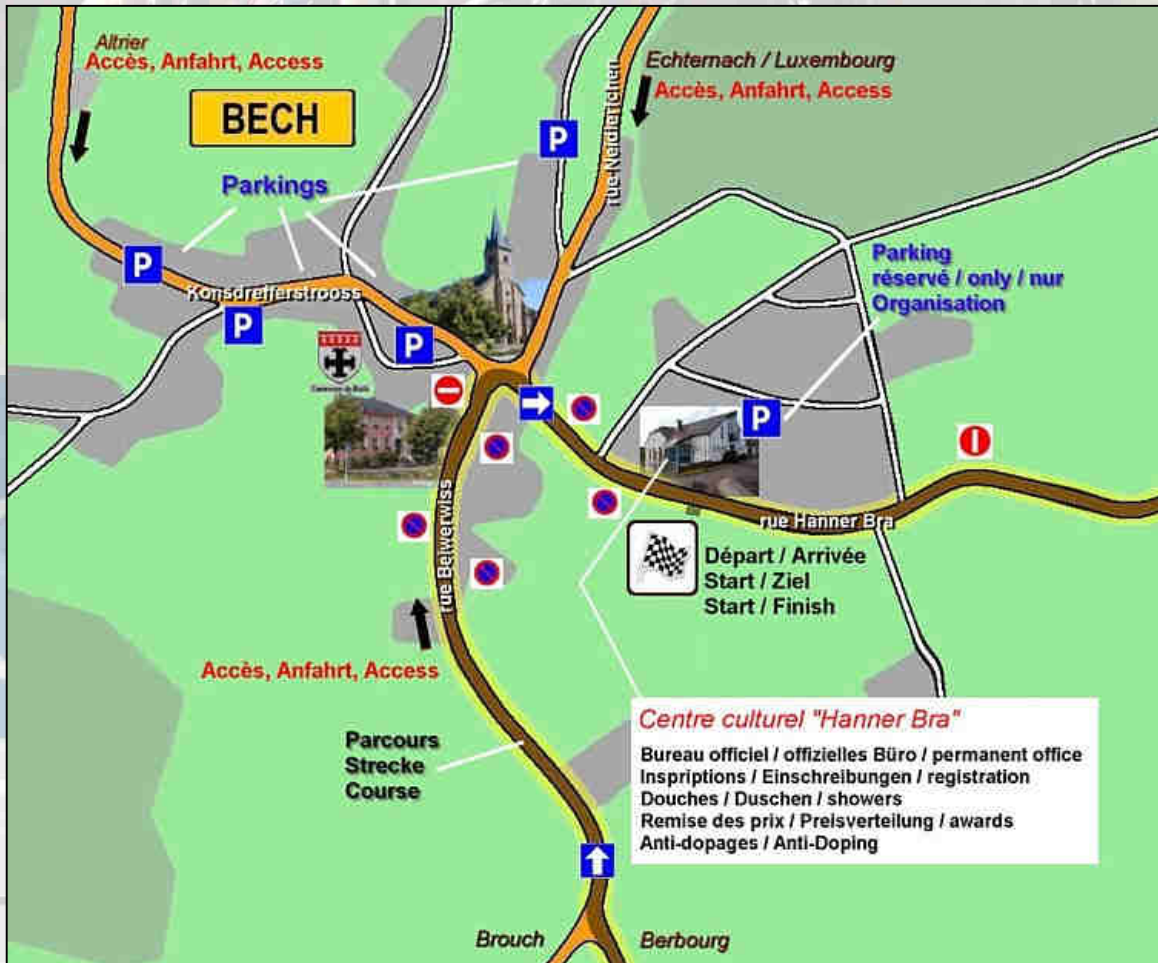 Altrier
Accès, Anfahrt, Access
BECH
Echternach / Luxembourg
Accès, Anfahrt, Access
P
rue Neidierichen
Parkings
P
Konsdrefferstrooss
P
P
Parking
réservé / only / nur
Organisation
P
rue Beiwerwiss
rue Hanner Bra
Départ / Arrivée
Start / Ziel
Start / Finish
Accès, Anfahrt, Access
Parcours
Strecke
Course
Centre culturel "Hanner Bra"
Bureau officiel / offizielles Büro / permanent office
Inspriptions / Einschreibungen / registration
Douches / Duschen / showers
Remise des prix / Preisverteilung / awards
Anti-dopages / Anti-Doping
Brouch
Berbourg